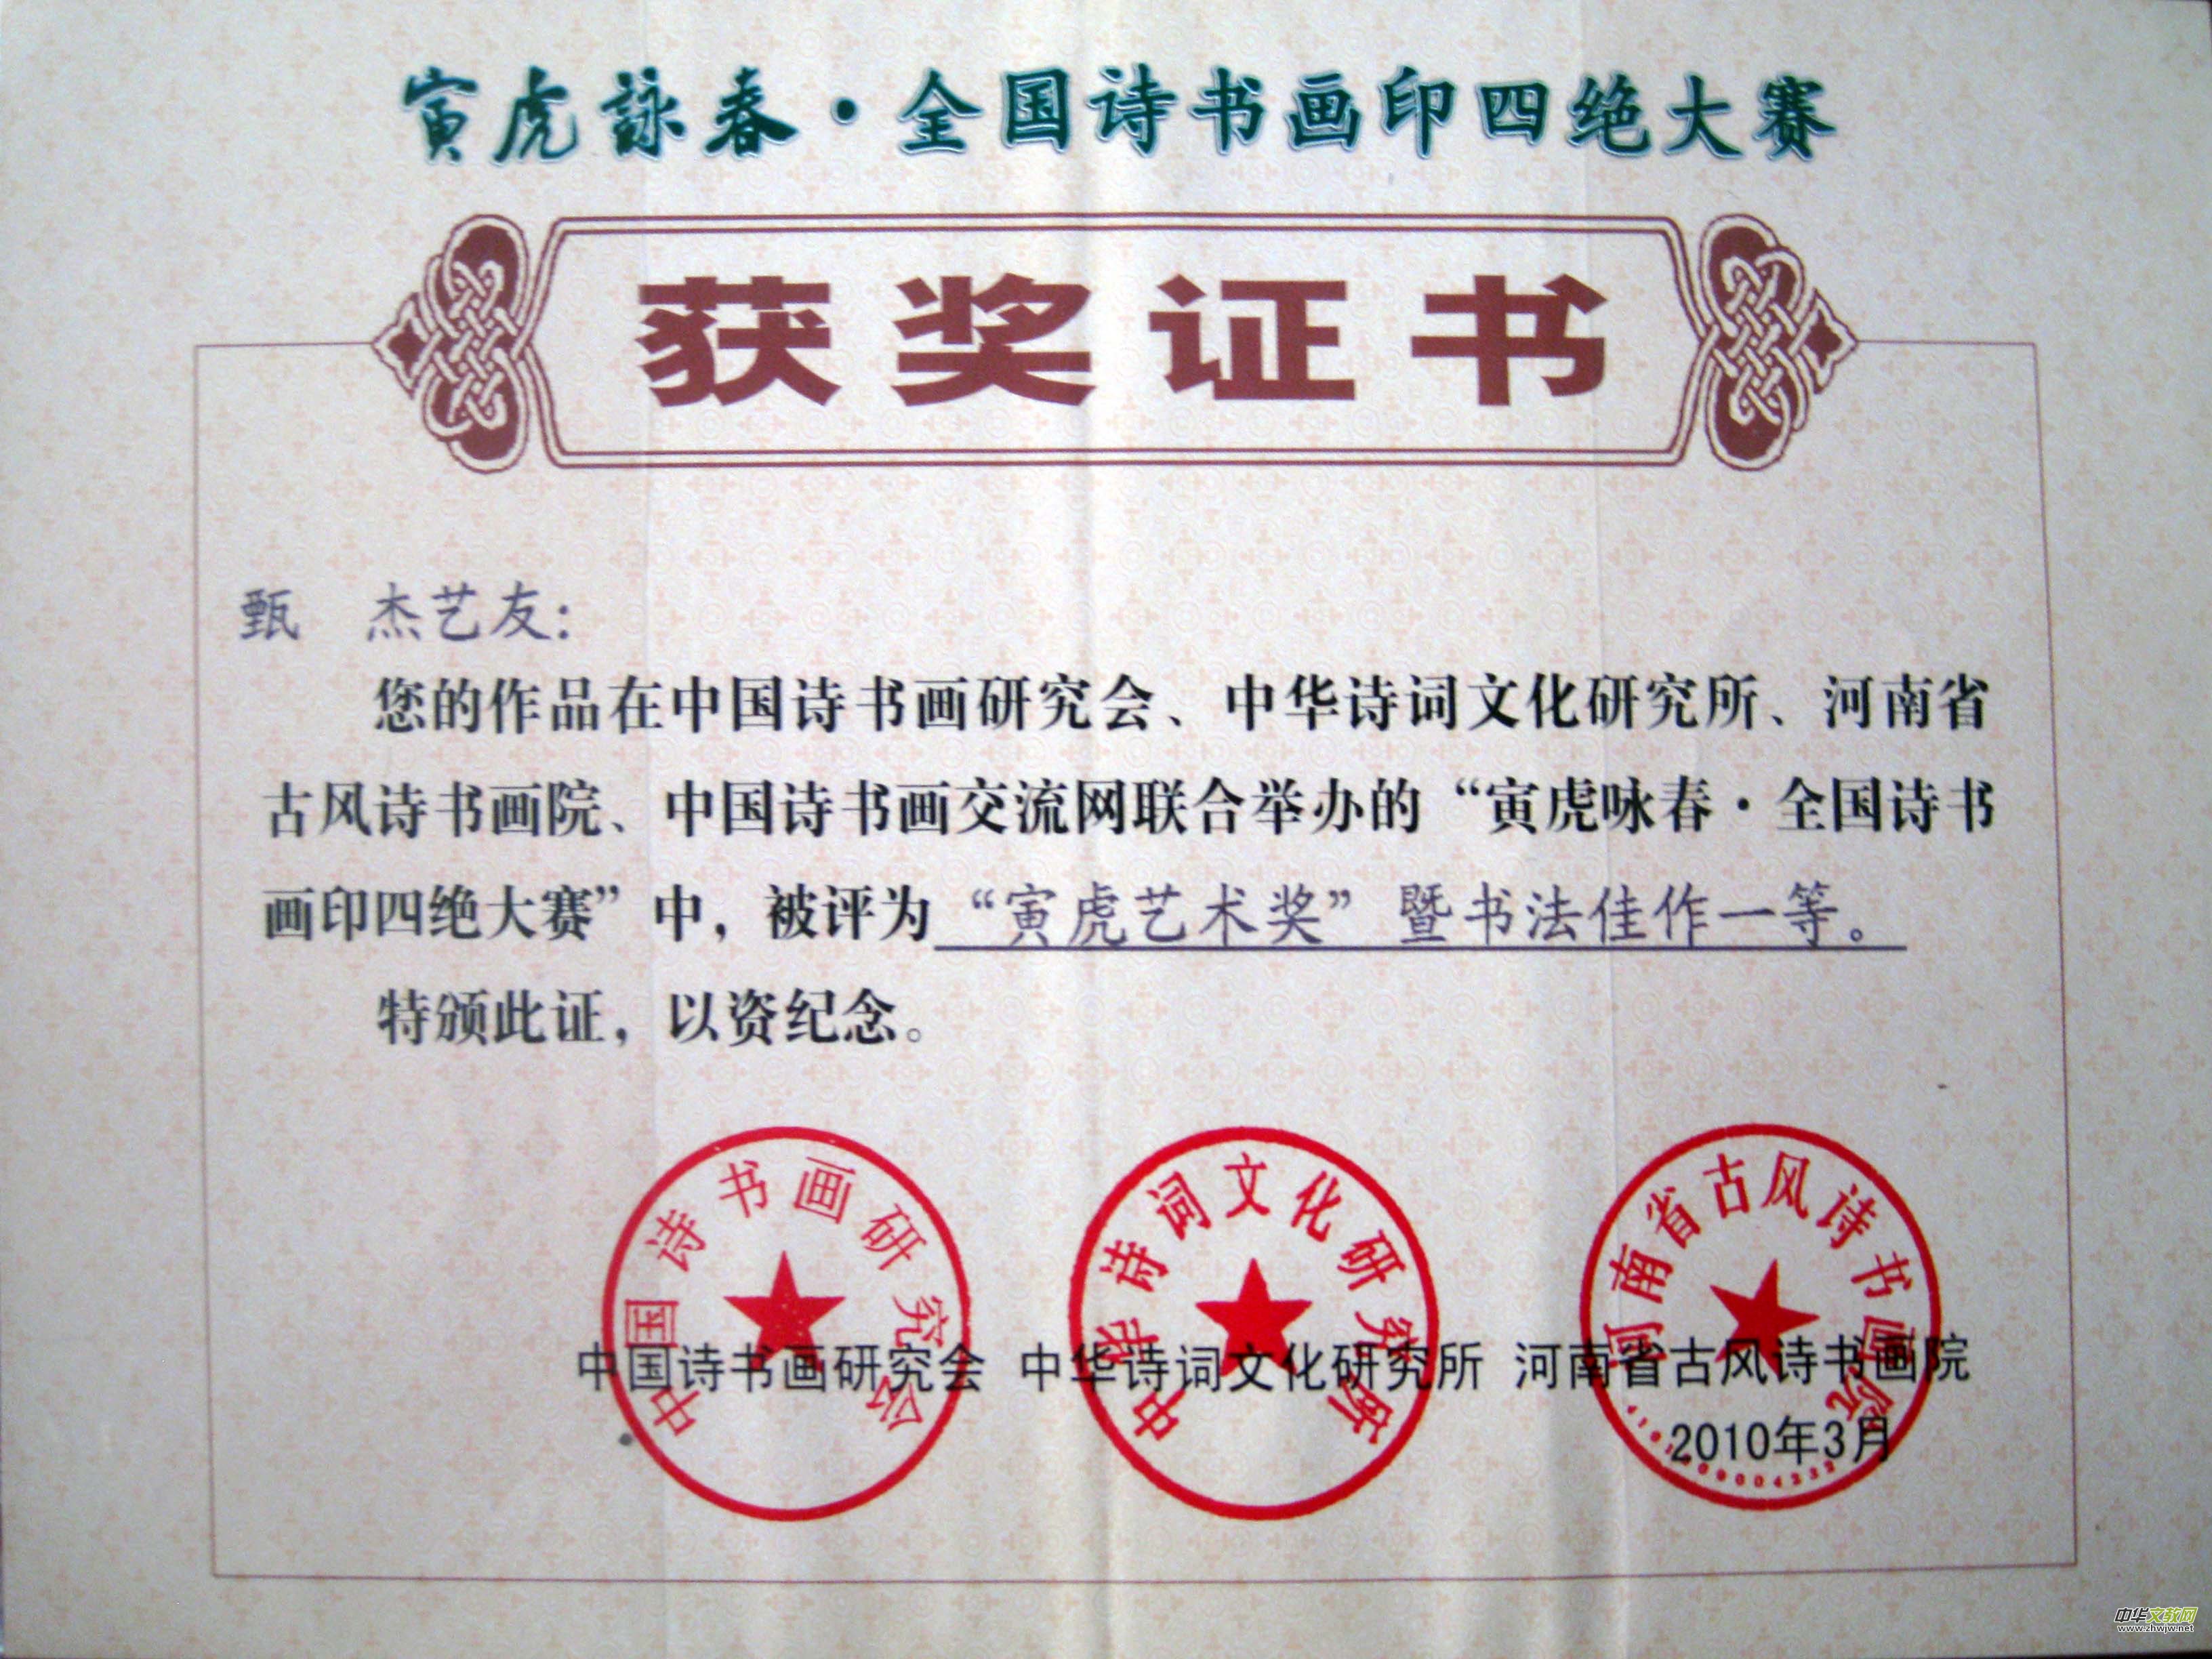 寅虎詠春·全国诗书画印四绝大赛
获奖证书
甄　杰艺友：
您的作品在中国诗书画研究会、中华诗词文化研究所、河南省
古风诗书画院、中国诗书画交流网联合举办的“寅虎咏春·全国诗书
画印四绝大赛”中，被评为“寅虎艺术奖”暨书法佳作一等。
特颁此证，以资纪念。
中国诗书画研究会
中华诗词文化研究所
河南省古风诗书画院
中国诗书画研究会 中华诗词文化研究所 河南省古风诗书画院
2010年3月
中华文教网
www.zhwjw.net